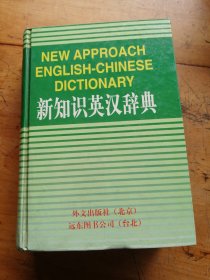 NEW APPROACH
ENGLISH-CHINESE
DICTIONARY
新知识英汉辞典
外文出版社（北京）
远东图书公司（台北）